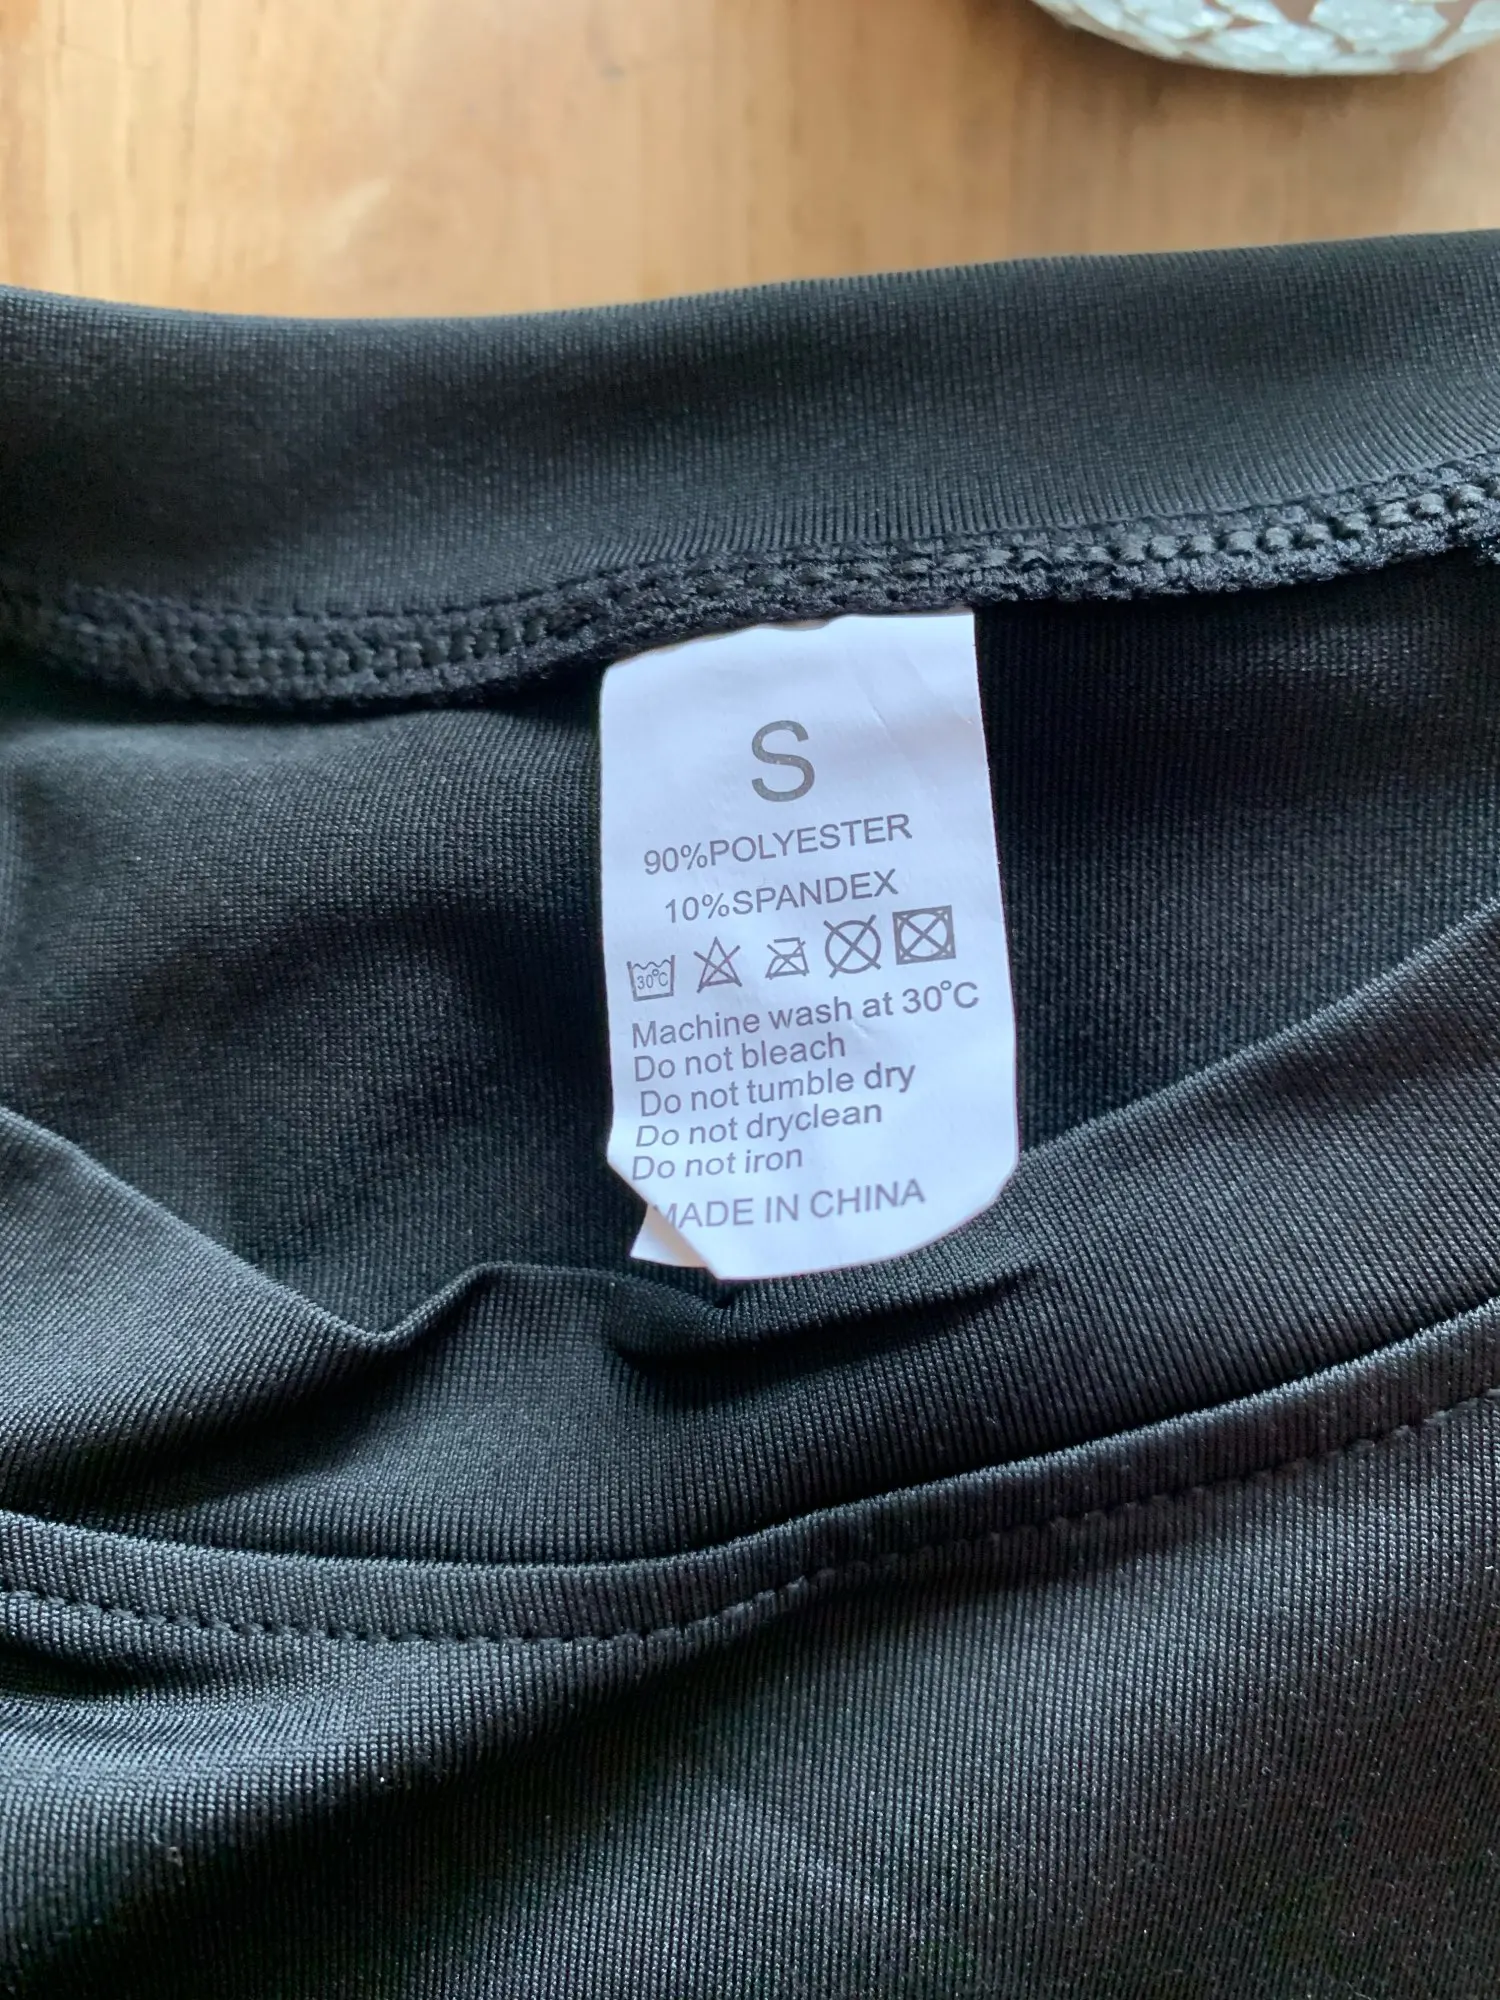 S
90%POLYESTER
10%SPANDEX
30°C
Machine wash at 30°C
Do not bleach
Do not tumble dry
Do not dryclean
Do not iron
MADE IN CHINA